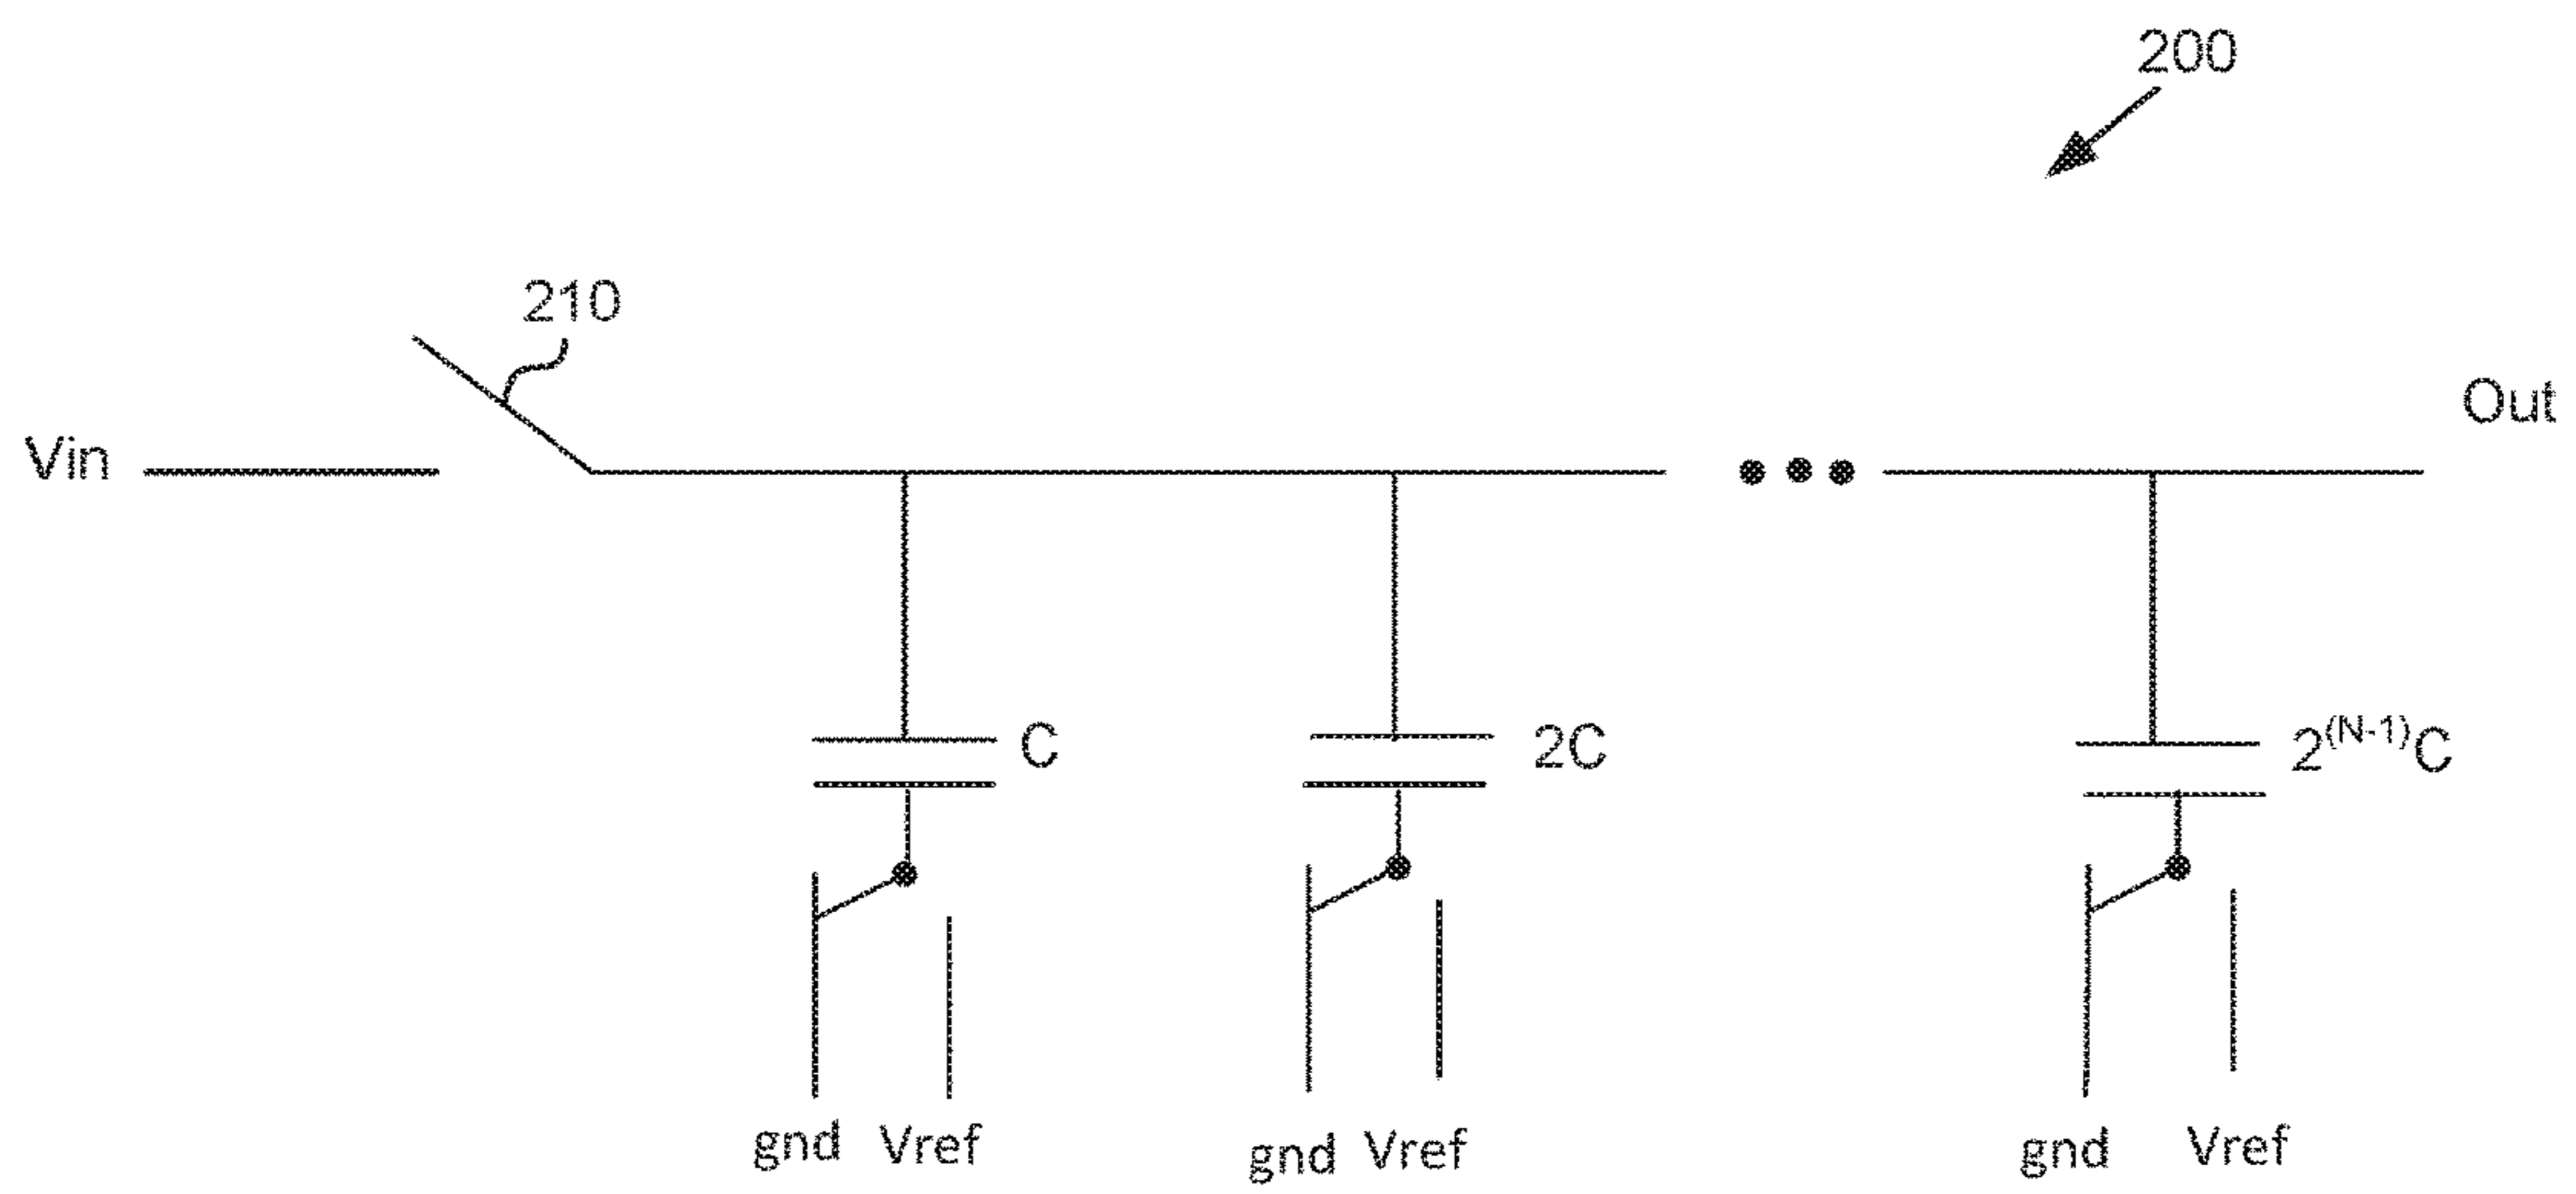 200
210
Vin
Out
C
2C
2^(N-1)C
gnd Vref
gnd Vref
gnd Vref